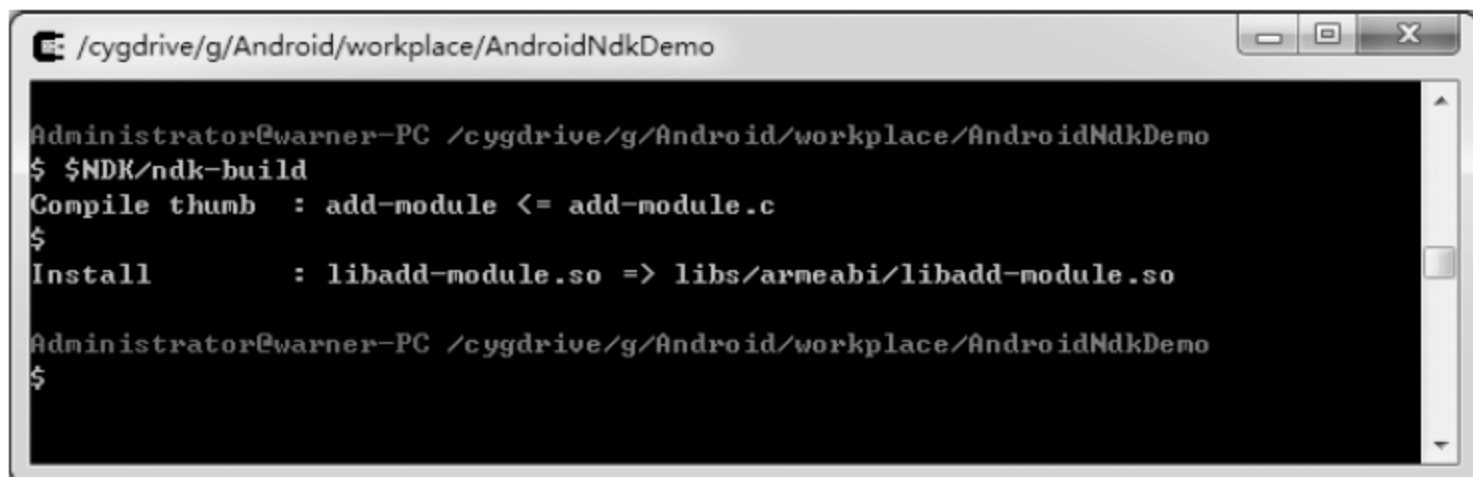 /cygdrive/g/Android/workplace/AndroidNdkDemo
Administrator@warner-PC /cygdrive/g/Android/workplace/AndroidNdkDemo
$ $NDK/ndk-build
Compile thumb  : add-module <= add-module.c
$
Install        : libadd-module.so => libs/armeabi/libadd-module.so
Administrator@warner-PC /cygdrive/g/Android/workplace/AndroidNdkDemo
$